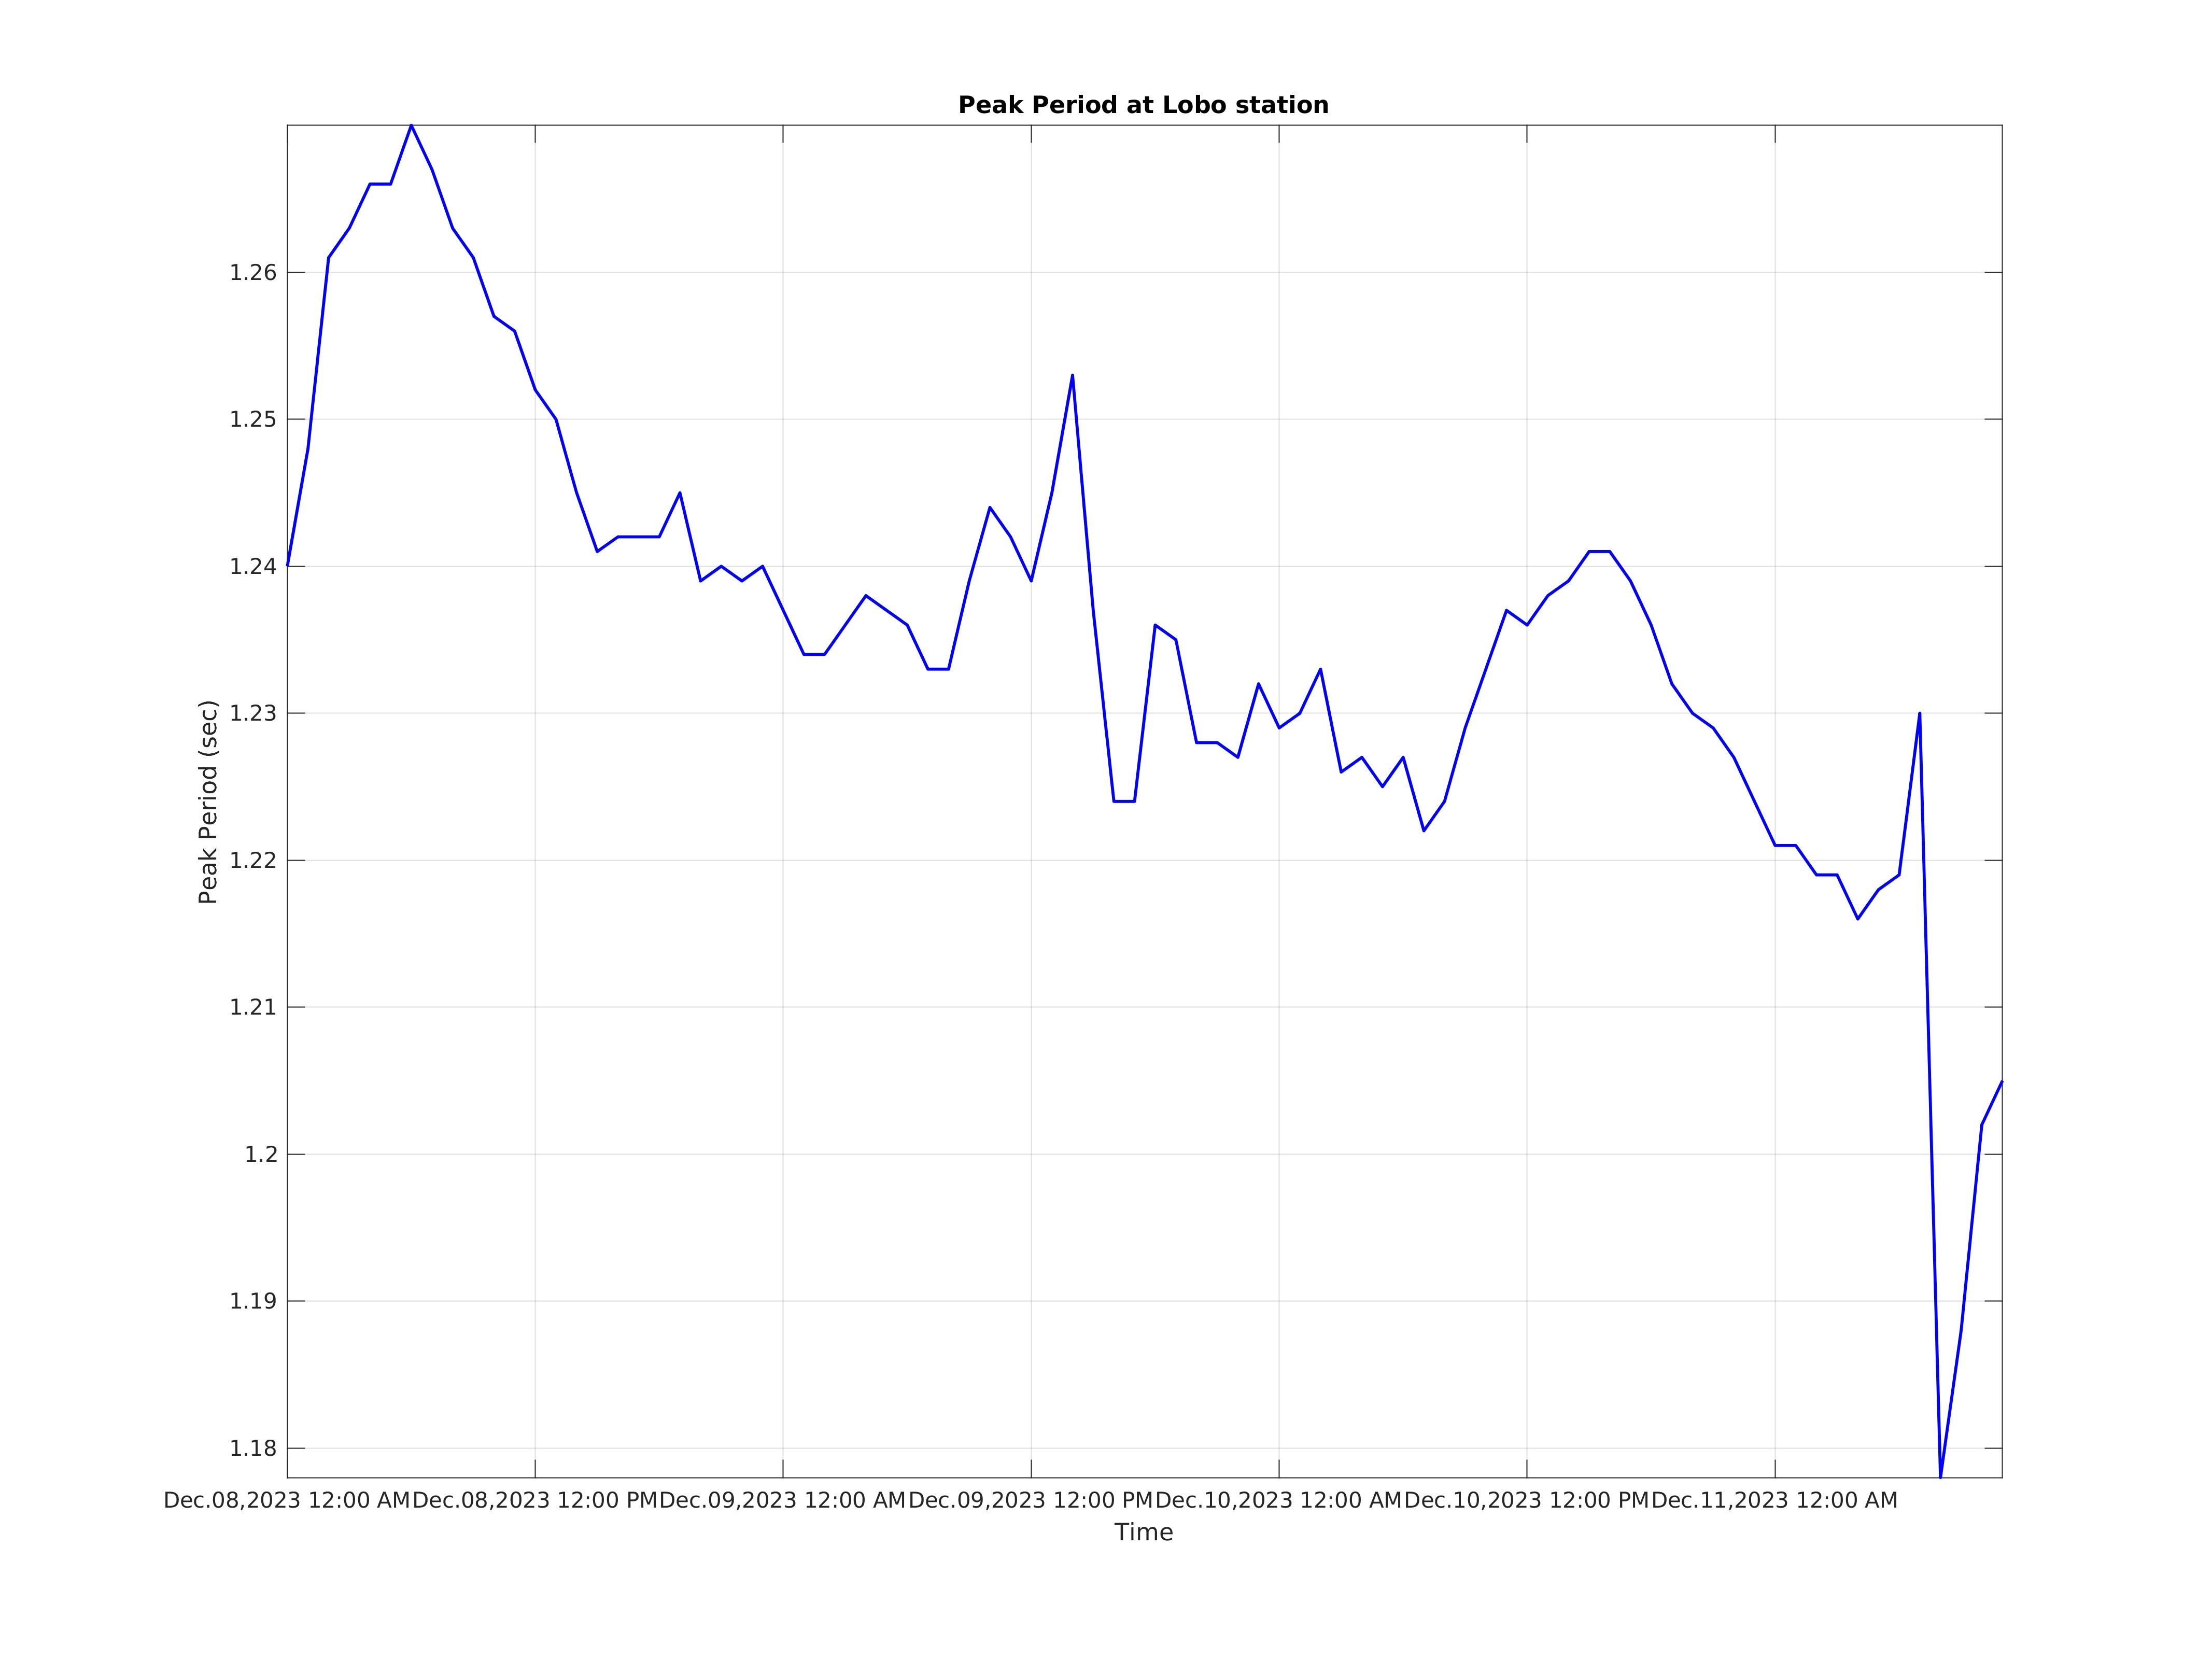 Peak Period at Lobo station
1.26
1.25
1.24
1.23
1.22
1.21
1.2
1.19
1.18
Peak Period (sec)
Dec.08,2023 12:00 AM Dec.08,2023 12:00 PM Dec.09,2023 12:00 AM Dec.09,2023 12:00 PM Dec.10,2023 12:00 AM Dec.10,2023 12:00 PM Dec.11,2023 12:00 AM
Time